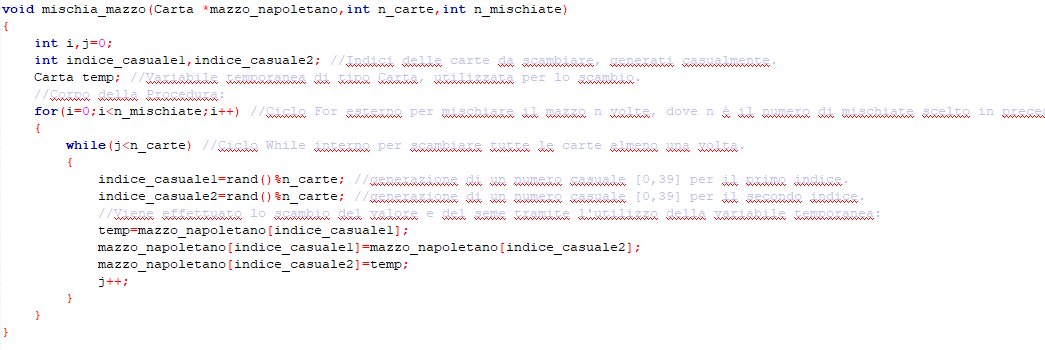 void mischia_mazzo(Carta *mazzo_napoletano,int n_carte,int n_mischiate)
{
    int i,j=0;
    int indice_casuale1,indice_casuale2; //Indici delle carte da scambiare, generati casualmente.
    Carta temp; //Variabile temporanea di tipo Carta, utilizzata per lo scambio.
    //Corpo della Procedura:
    for(i=0;i<n_mischiate;i++) //Ciclo For esterno per mischiare il mazzo n volte, dove n è il numero di mischiate scelto in prece
    {
        while(j<n_carte) //Ciclo While interno per scambiare tutte le carte almeno una volta.
        {
            indice_casuale1=rand()%n_carte; //generazione di un numero casuale [0,39] per il primo indice.
            indice_casuale2=rand()%n_carte; //generazione di un numero casuale [0,39] per il secondo indice.
            //Viene effettuato lo scambio del valore e del seme tramite l'utilizzo della variabile temporanea:
            temp=mazzo_napoletano[indice_casuale1];
            mazzo_napoletano[indice_casuale1]=mazzo_napoletano[indice_casuale2];
            mazzo_napoletano[indice_casuale2]=temp;
            j++;
        }
    }
}